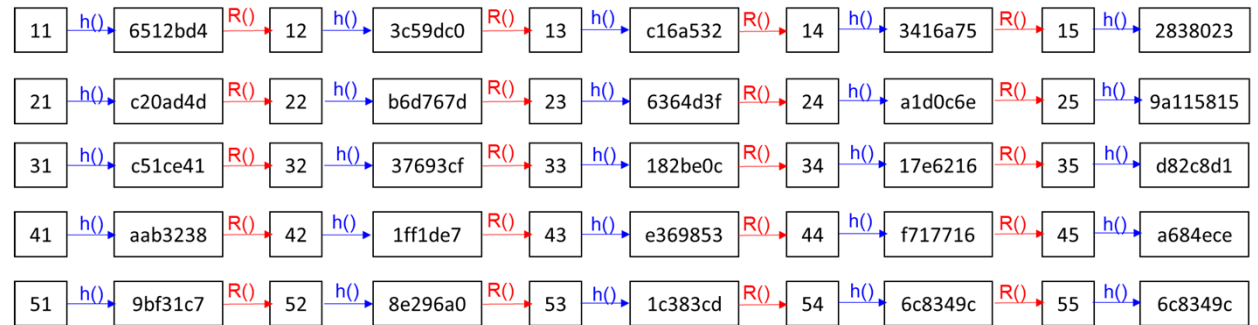 11 h() 6512bd4 R() 12 h() 3c59dc0 R() 13 h() c16a532 R() 14 h() 3416a75 R() 15 h() 2838023
21 h() c20ad4d R() 22 h() b6d767d R() 23 h() 6364d3f R() 24 h() a1d0c6e R() 25 h() 9a115815
31 h() c51ce41 R() 32 h() 37693cf R() 33 h() 182be0c R() 34 h() 17e6216 R() 35 h() d82c8d1
41 h() aab3238 R() 42 h() 1ff1de7 R() 43 h() e369853 R() 44 h() f717716 R() 45 h() a684ece
51 h() 9bf31c7 R() 52 h() 8e296a0 R() 53 h() 1c383cd R() 54 h() 6c8349c R() 55 h() 6c8349c